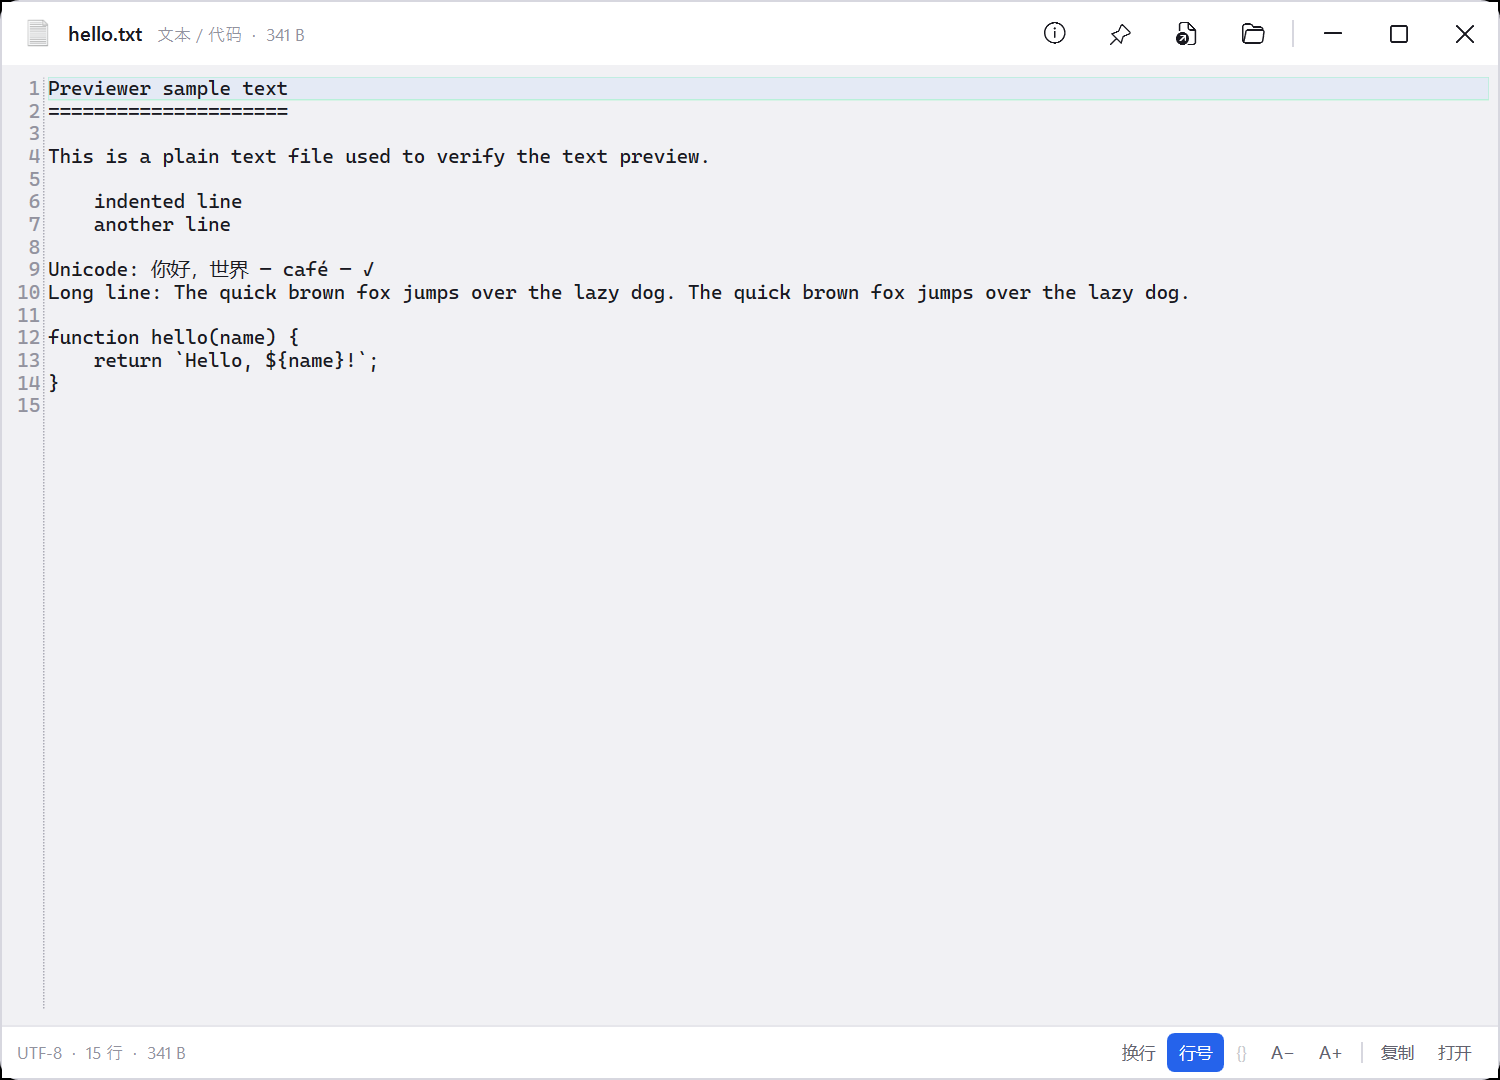 hello.txt 文本 / 代码 · 341 B
1 Previewer sample text
2 =====================
3
4 This is a plain text file used to verify the text preview.
5
6     indented line
7     another line
8
9 Unicode: 你好，世界 — café — ✓
10 Long line: The quick brown fox jumps over the lazy dog. The quick brown fox jumps over the lazy dog.
11
12 function hello(name) {
13     return `Hello, ${name}!`;
14 }
15
UTF-8 · 15 行 · 341 B 换行 行号 {} A− A+ 复制 打开